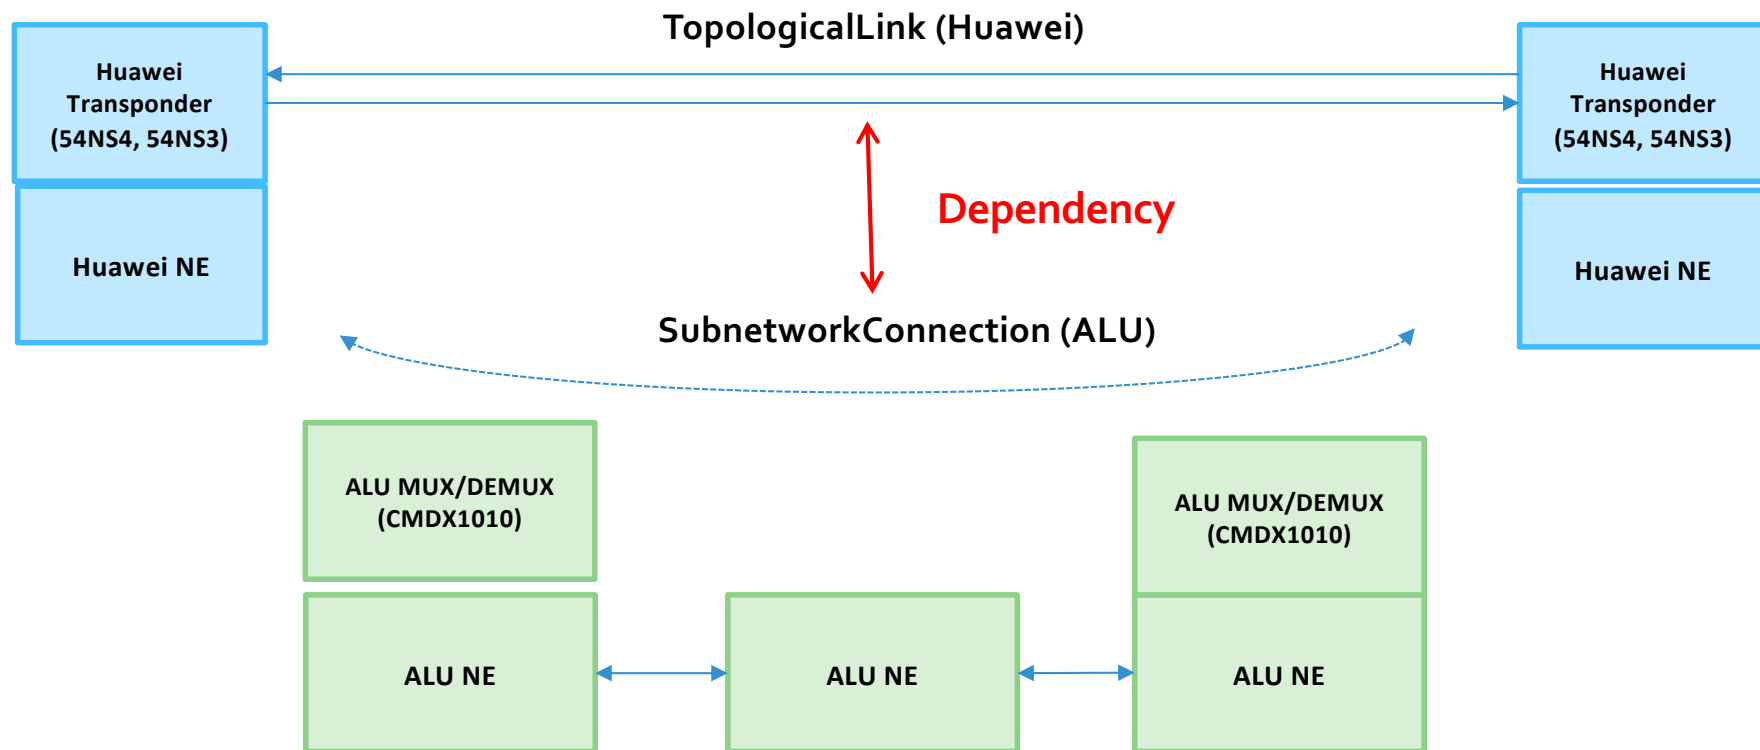 TopologicalLink (Huawei)
Huawei
Transponder
(54NS4, 54NS3)
Huawei
Transponder
(54NS4, 54NS3)
Dependency
Huawei NE
Huawei NE
SubnetworkConnection (ALU)
ALU MUX/DEMUX
(CMDX1010)
ALU MUX/DEMUX
(CMDX1010)
ALU NE
ALU NE
ALU NE